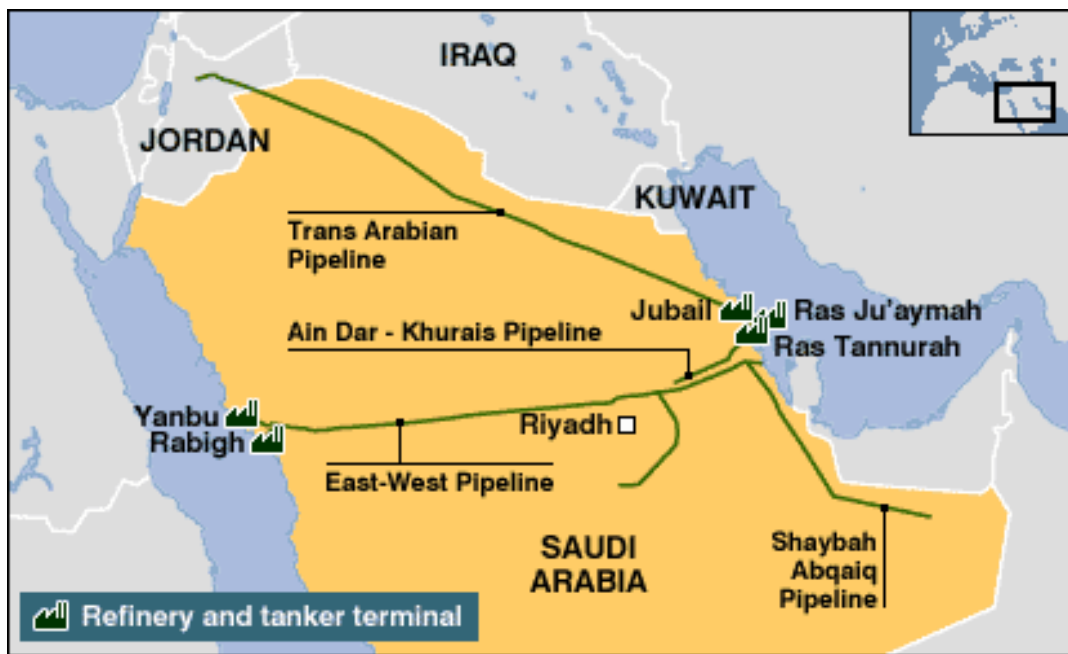 IRAQ
JORDAN
KUWAIT
Trans Arabian
Pipeline
Jubail
Ras Ju'aymah
Ain Dar - Khurais Pipeline
Ras Tannurah
Yanbu
Rabigh
Riyadh
East-West Pipeline
SAUDI
ARABIA
Shaybah
Abqaiq
Pipeline
Refinery and tanker terminal